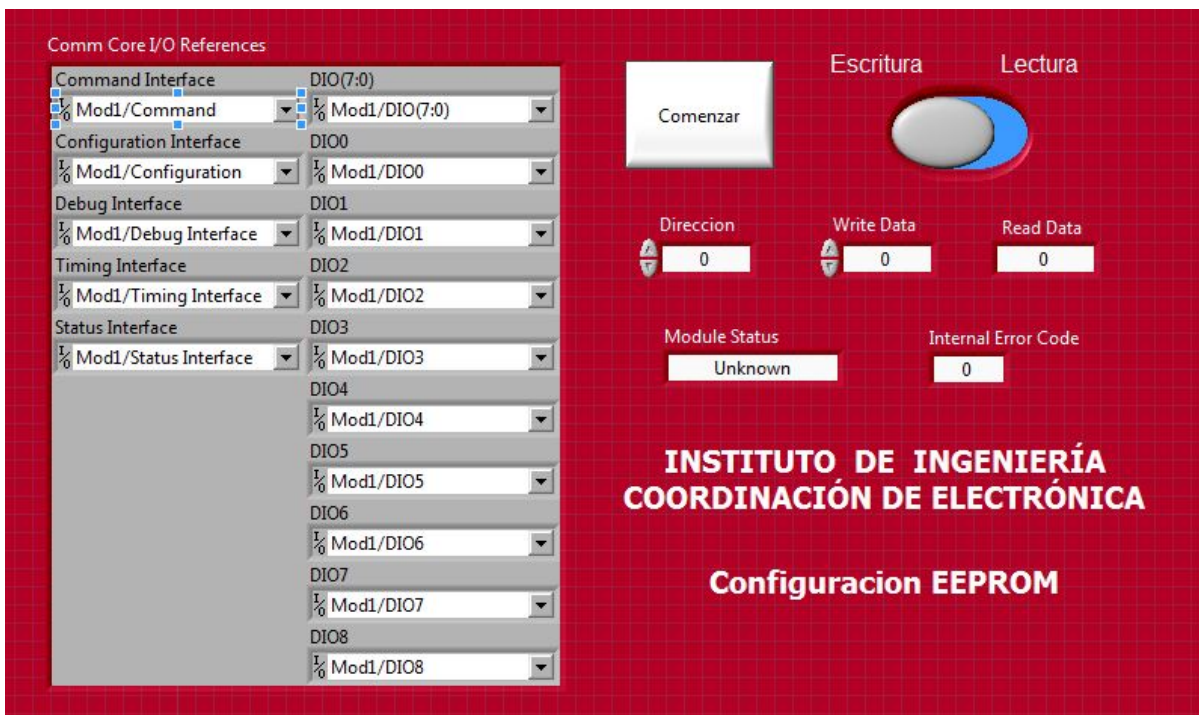 Comm Core I/O References
Command Interface DIO(7:0)
Mod1/Command Mod1/DIO(7:0)
Configuration Interface DIO0
Mod1/Configuration Mod1/DIO0
Debug Interface DIO1
Mod1/Debug Interface Mod1/DIO1
Timing Interface DIO2
Mod1/Timing Interface Mod1/DIO2
Status Interface DIO3
Mod1/Status Interface Mod1/DIO3
DIO4
Mod1/DIO4
DIO5
Mod1/DIO5
DIO6
Mod1/DIO6
DIO7
Mod1/DIO7
DIO8
Mod1/DIO8
Escritura Lectura
Comenzar
Direccion Write Data Read Data
0 0 0
Module Status Internal Error Code
Unknown 0
INSTITUTO DE INGENIERÍA
COORDINACIÓN DE ELECTRÓNICA
Configuracion EEPROM